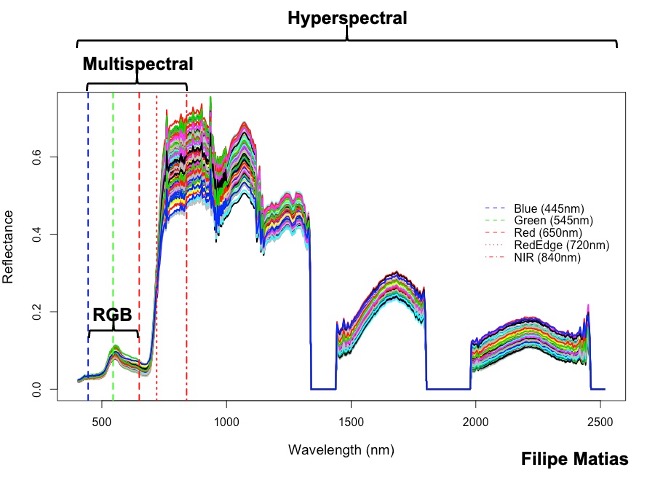 Hyperspectral
Multispectral
RGB
Reflectance
0.0
0.2
0.4
0.6
Blue (445nm)
Green (545nm)
Red (650nm)
RedEdge (720nm)
NIR (840nm)
500
1000
1500
2000
2500
Wavelength (nm)
Filipe Matias